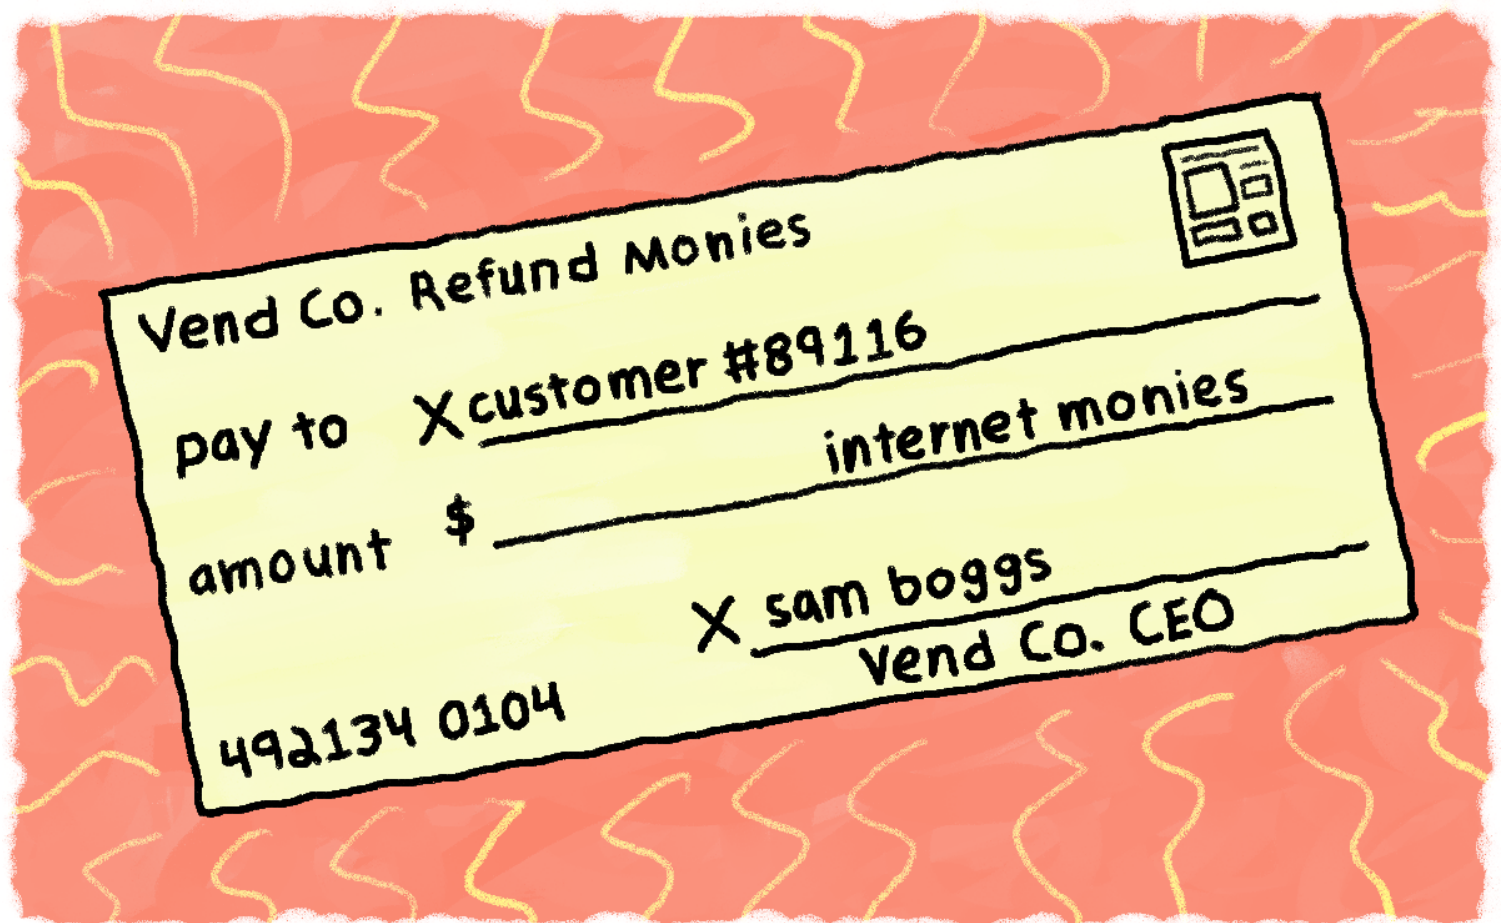 Vend Co. Refund Monies
pay to X customer #89116
amount $ internet monies
X sam boggs
Vend Co. CEO
492134 0104